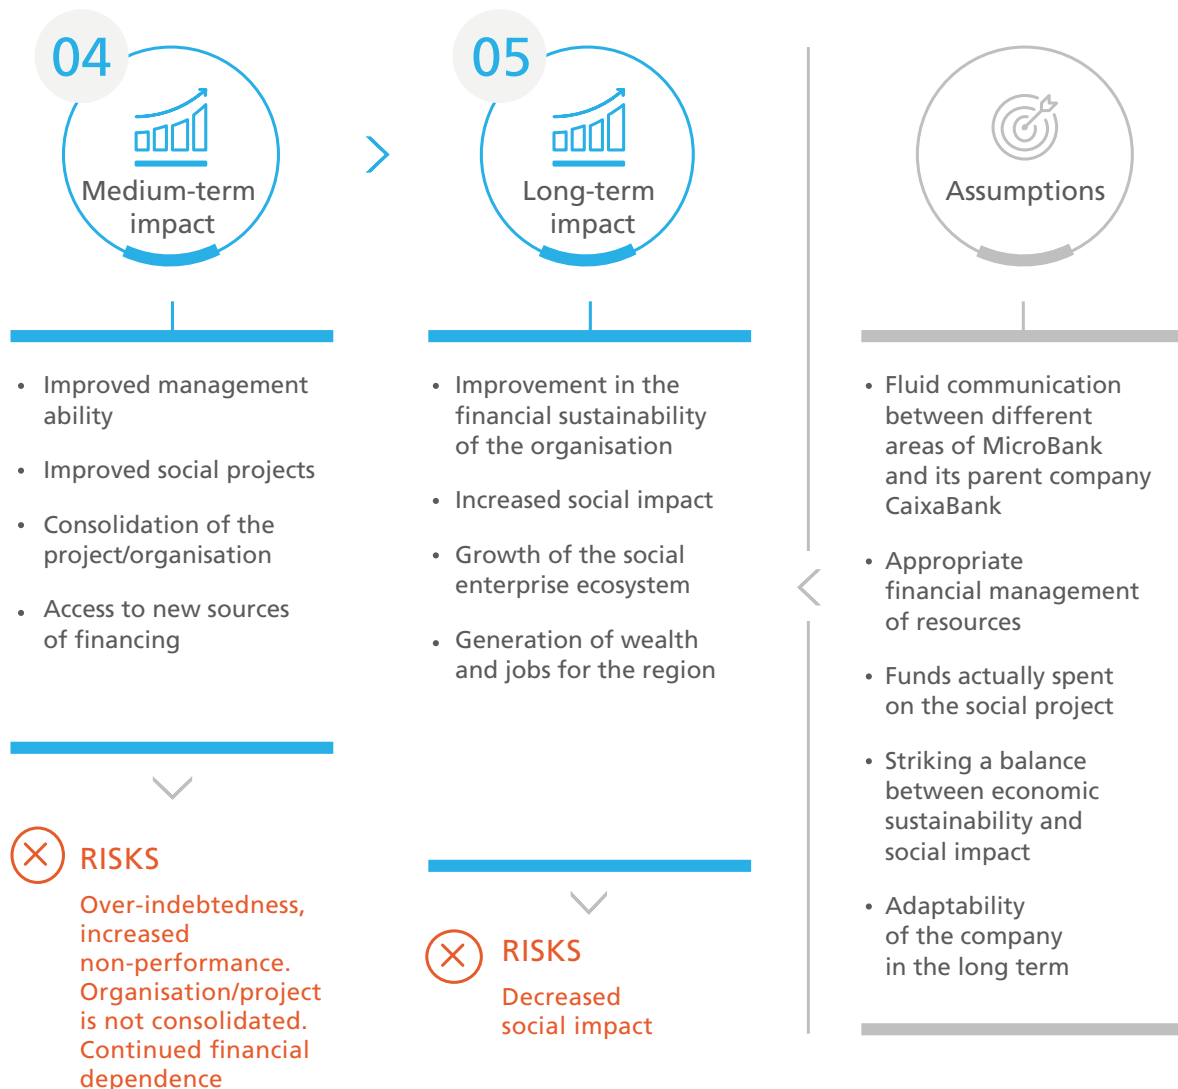 04
Medium-term
impact
• Improved management
ability
• Improved social projects
• Consolidation of the
project/organisation
• Access to new sources
of financing
RISKS
Over-indebtedness,
increased
non-performance.
Organisation/project
is not consolidated.
Continued financial
dependence
05
Long-term
impact
• Improvement in the
financial sustainability
of the organisation
• Increased social impact
• Growth of the social
enterprise ecosystem
• Generation of wealth
and jobs for the region
RISKS
Decreased
social impact
Assumptions
• Fluid communication
between different
areas of MicroBank
and its parent company
CaixaBank
• Appropriate
financial management
of resources
• Funds actually spent
on the social project
• Striking a balance
between economic
sustainability and
social impact
• Adaptability
of the company
in the long term